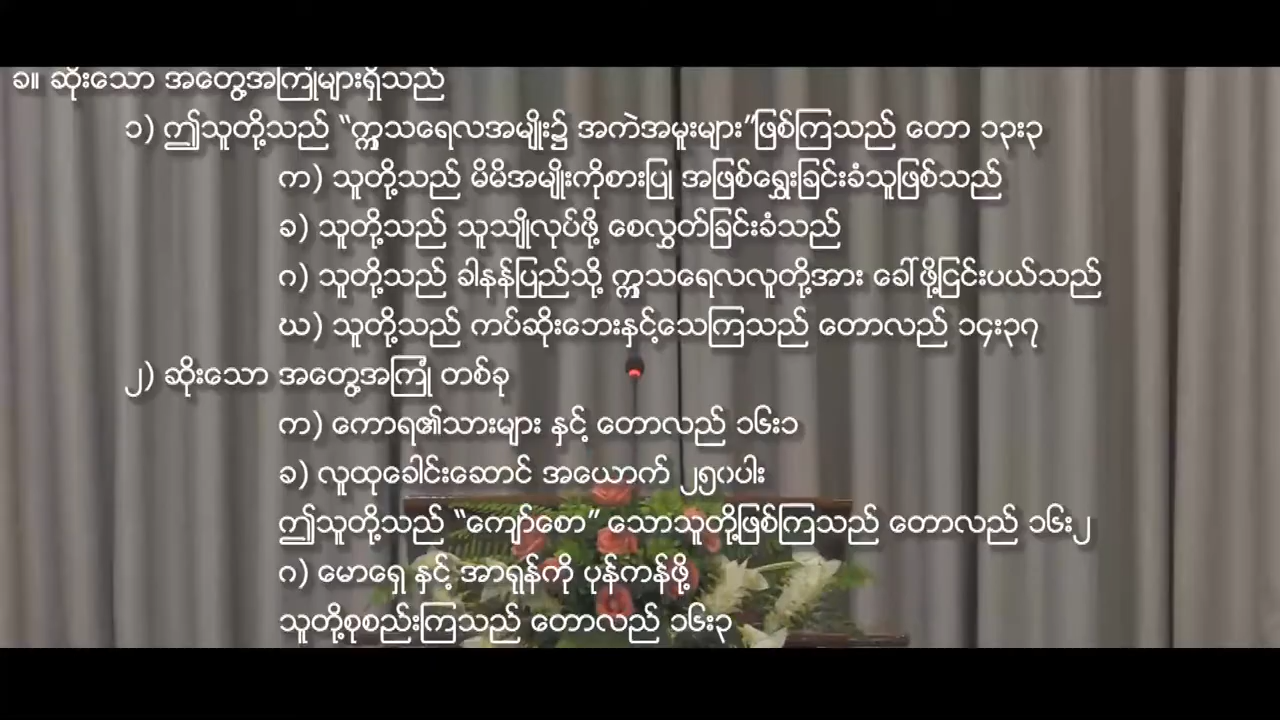 ခ။ ဆိုးသော အတွေ့အကြုံများရှိသည်
၁) ဤသူတို့သည် “ဣသရေလအမျိုး၌ အကဲအမူးများ”ဖြစ်ကြသည် တော ၁၃း၃
က) သူတို့သည် မိမိအမျိုးကိုစားပြု အဖြစ်ရွှေးခြင်းခံသူဖြစ်သည်
ခ) သူတို့သည် သူသျှိုလုပ်ဖို့ စေလွှတ်ခြင်းခံသည်
ဂ) သူတို့သည် ခါနန်ပြည်သို့ ဣသရေလလူတို့အား ခေါ်ဖို့ငြင်းပယ်သည်
ဃ) သူတို့သည် ကပ်ဆိုးဘေးနှင့်သေကြသည် တောလည် ၁၄း၃၇
၂) ဆိုးသော အတွေ့အကြုံ တစ်ခု
က) ကောရ၏သားများ နှင့် တောလည် ၁၆း၁
ခ) လူထုခေါင်းဆောင် အယောက် ၂၅၀ပါး
ဤသူတို့သည် “ကျော်စော” သောသူတို့ဖြစ်ကြသည် တောလည် ၁၆း၂
ဂ) မောရှေ နှင့် အာရုန်ကို ပုန်ကန်ဖို့
သူတို့စုစည်းကြသည် တောလည် ၁၆း၃